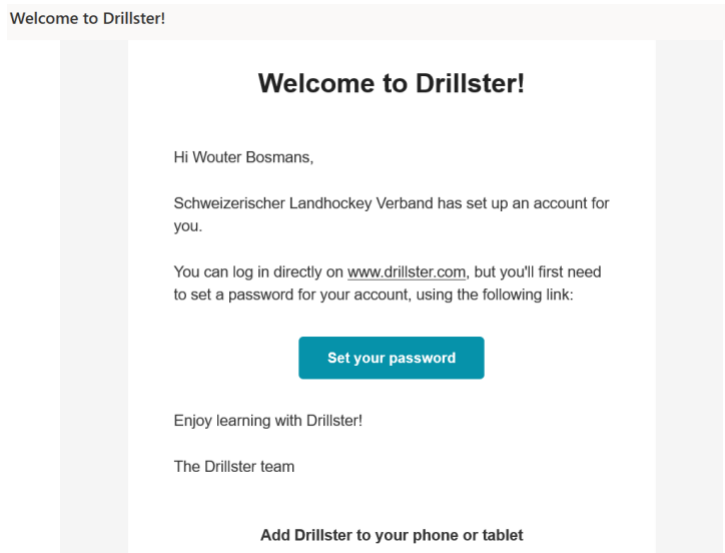 Welcome to Drillster!
Welcome to Drillster!
Hi Wouter Bosmans,
Schweizerischer Landhockey Verband has set up an account for
you.
You can log in directly on www.drillster.com, but you'll first need
to set a password for your account, using the following link:
Set your password
Enjoy learning with Drillster!
The Drillster team
Add Drillster to your phone or tablet